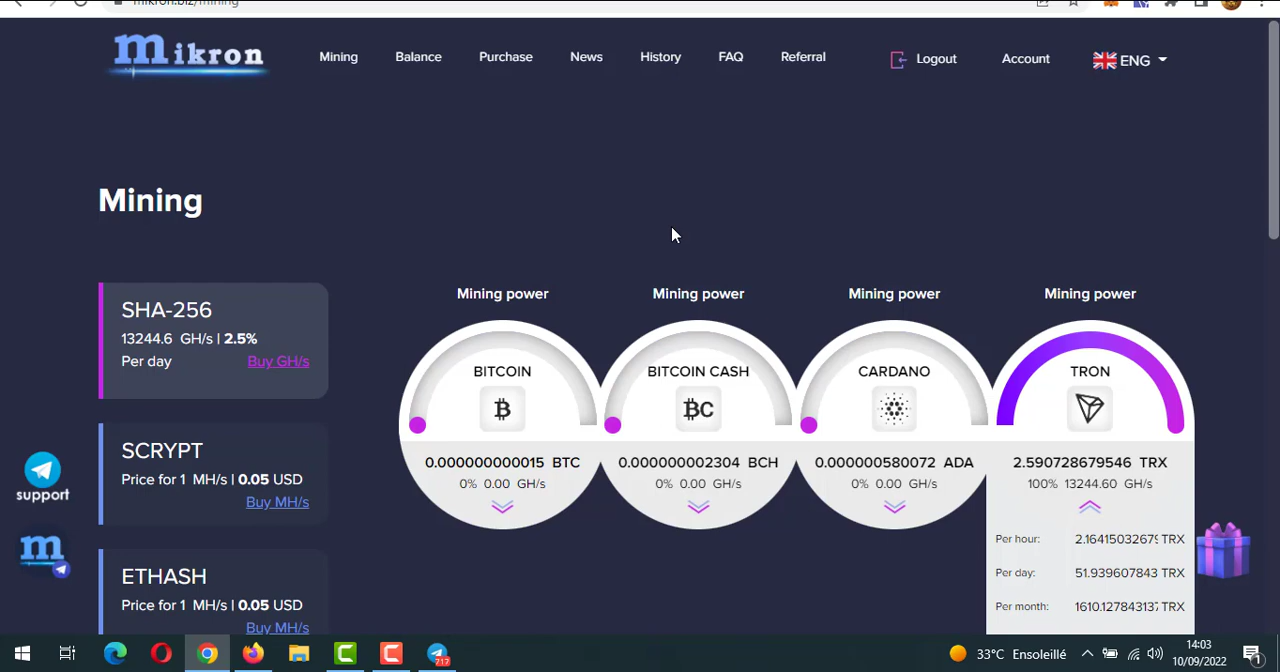 mikron.biz/mining
mikron
Mining
Balance
Purchase
News
History
FAQ
Referral
Logout
Account
ENG
Mining
SHA-256
13244.6 GH/s | 2.5%
Per day
Buy GH/s
SCRYPT
Price for 1 MH/s | 0.05 USD
Buy MH/s
ETHASH
Price for 1 MH/s | 0.05 USD
Buy MH/s
support
m
Mining power
BITCOIN
0.000000000015 BTC
0% 0.00 GH/s
Mining power
BITCOIN CASH
BC
0.000000002304 BCH
0% 0.00 GH/s
Mining power
CARDANO
0.000000580072 ADA
0% 0.00 GH/s
Mining power
TRON
2.590728679546 TRX
100% 13244.60 GH/s
Per hour: 2.16415032679 TRX
Per day: 51.939607843 TRX
Per month: 1610.127843137 TRX
717
33°C Ensoleillé
14:03
10/09/2022
1